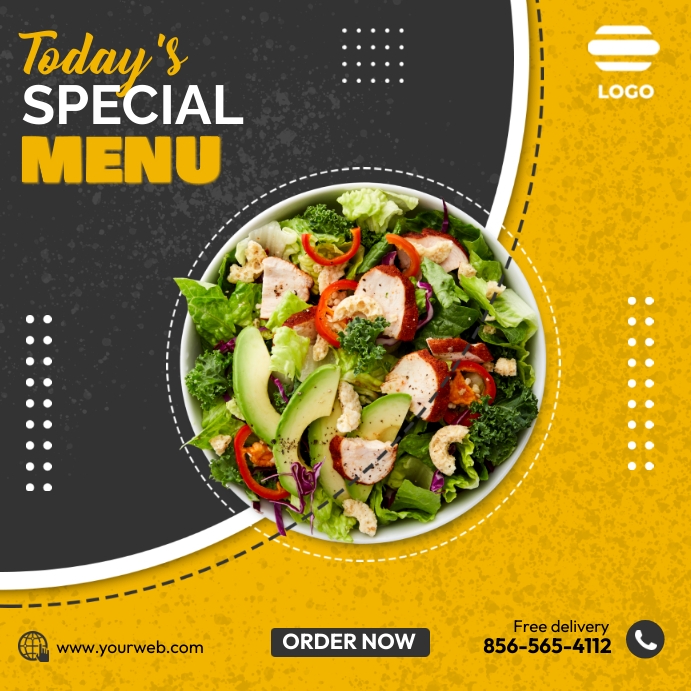 Today's
SPECIAL
MENU
LOGO
www.yourweb.com
ORDER NOW
Free delivery
856-565-4112